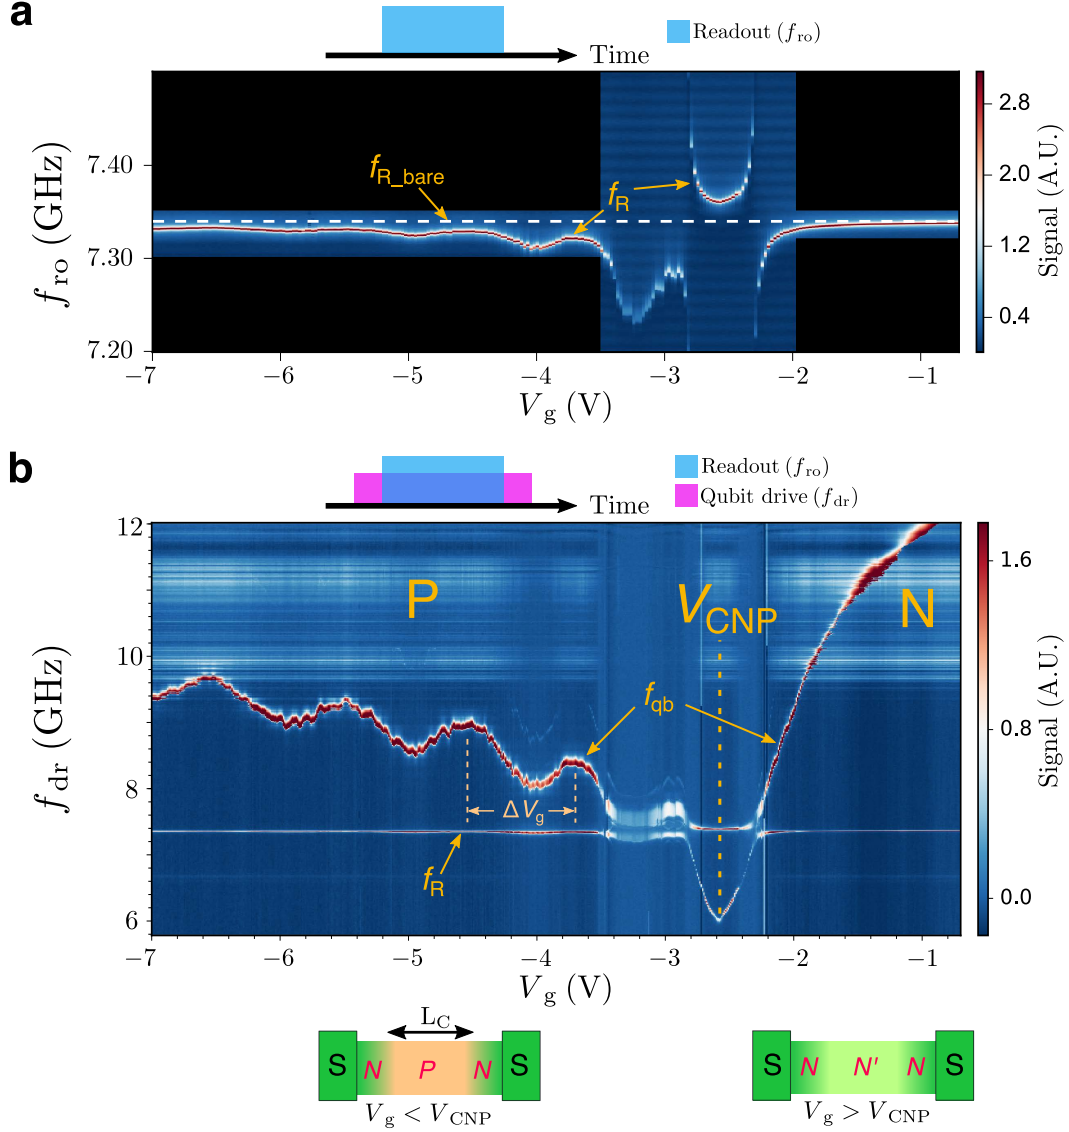 a
Readout (f_ro)
Time
f_ro (GHz)
7.40
7.30
7.20
f_R_bare
f_R
−7 −6 −5 −4 −3 −2 −1
V_g (V)
2.8
2.0
1.2
0.4
Signal (A.U.)
b
Readout (f_ro)
Qubit drive (f_dr)
Time
f_dr (GHz)
12
10
8
6
P
V_CNP
N
f_qb
ΔV_g
f_R
−7 −6 −5 −4 −3 −2 −1
V_g (V)
1.6
0.8
0.0
Signal (A.U.)
L_C
S N P N S
V_g < V_CNP
S N N' N S
V_g > V_CNP